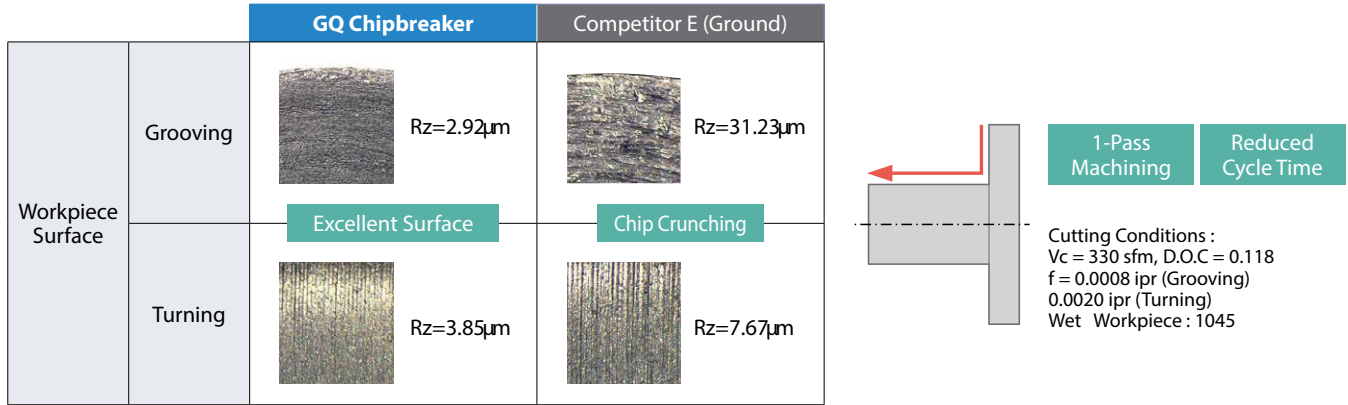 GQ Chipbreaker
Competitor E (Ground)
Workpiece
Surface
Grooving
Rz=2.92µm
Rz=31.23µm
Excellent Surface
Chip Crunching
Turning
Rz=3.85µm
Rz=7.67µm
1-Pass
Machining
Reduced
Cycle Time
Cutting Conditions :
Vc = 330 sfm, D.O.C = 0.118
f = 0.0008 ipr (Grooving)
0.0020 ipr (Turning)
Wet Workpiece : 1045